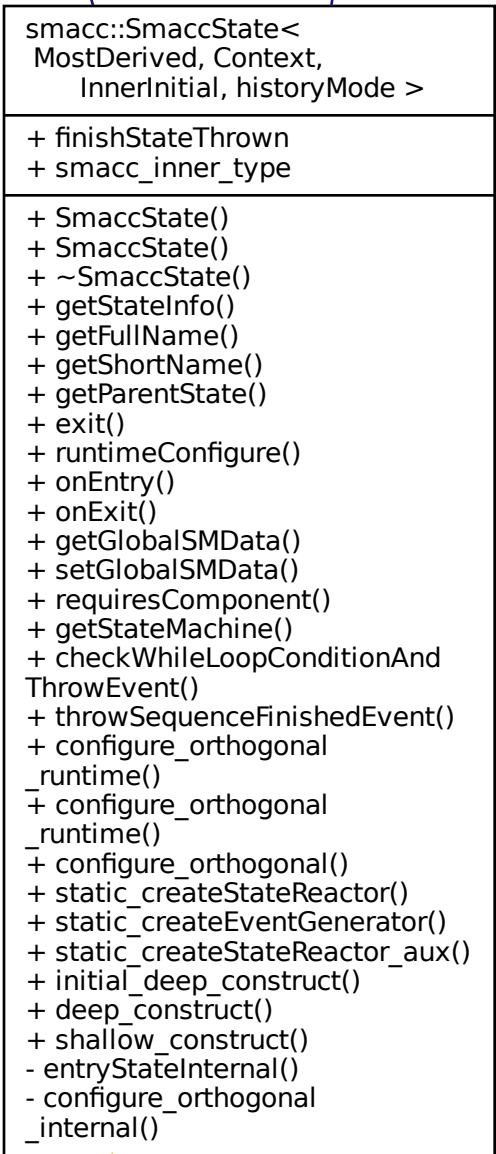 smacc::SmaccState<
MostDerived, Context,
InnerInitial, historyMode >
+ finishStateThrown
+ smacc_inner_type
+ SmaccState()
+ SmaccState()
+ ~SmaccState()
+ getStateInfo()
+ getFullName()
+ getShortName()
+ getParentState()
+ exit()
+ runtimeConfigure()
+ onEntry()
+ onExit()
+ getGlobalSMData()
+ setGlobalSMData()
+ requiresComponent()
+ getStateMachine()
+ checkWhileLoopConditionAnd
ThrowEvent()
+ throwSequenceFinishedEvent()
+ configure_orthogonal
_runtime()
+ configure_orthogonal
_runtime()
+ configure_orthogonal()
+ static_createStateReactor()
+ static_createEventGenerator()
+ static_createStateReactor_aux()
+ initial_deep_construct()
+ deep_construct()
+ shallow_construct()
- entryStateInternal()
- configure_orthogonal
_internal()